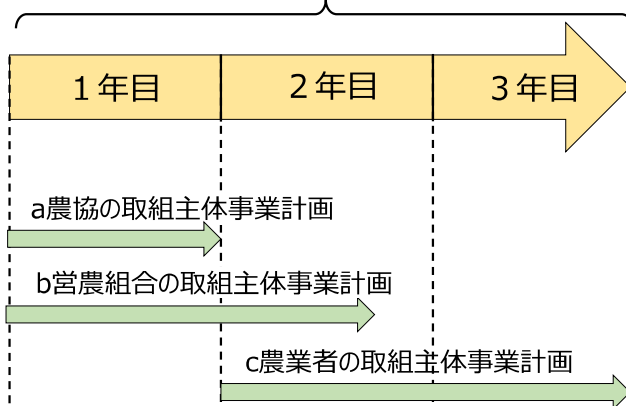 １年目 ２年目 ３年目
a農協の取組主体事業計画
b営農組合の取組主体事業計画
c農業者の取組主体事業計画